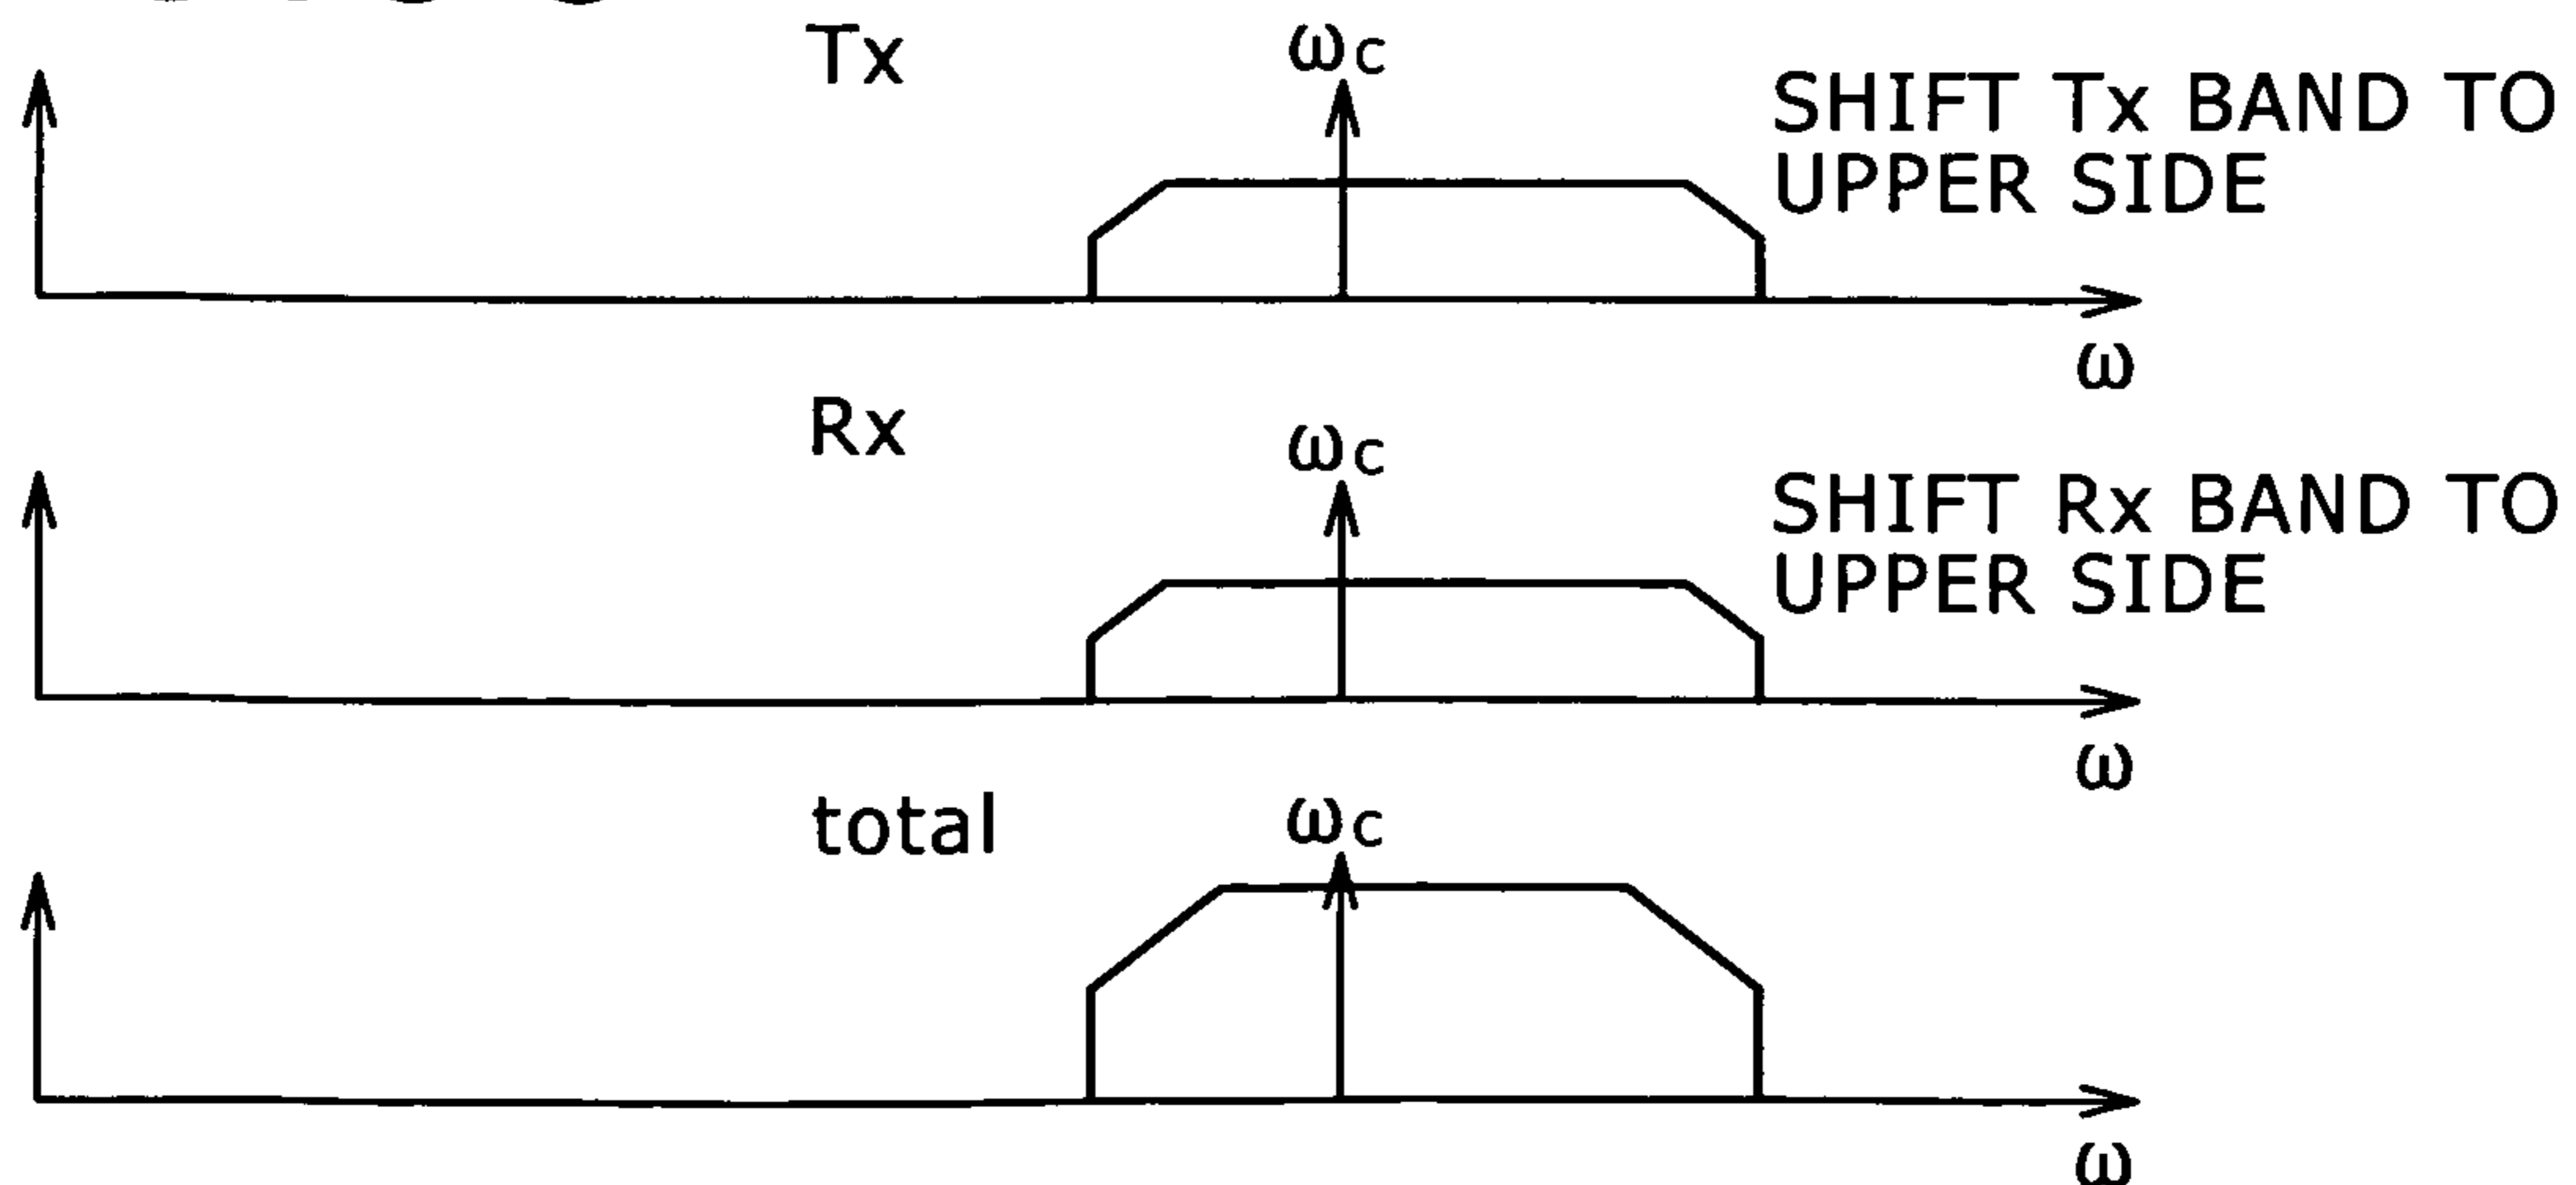 Tx
ωc
SHIFT Tx BAND TO
UPPER SIDE
ω
Rx
ωc
SHIFT Rx BAND TO
UPPER SIDE
ω
total
ωc
ω